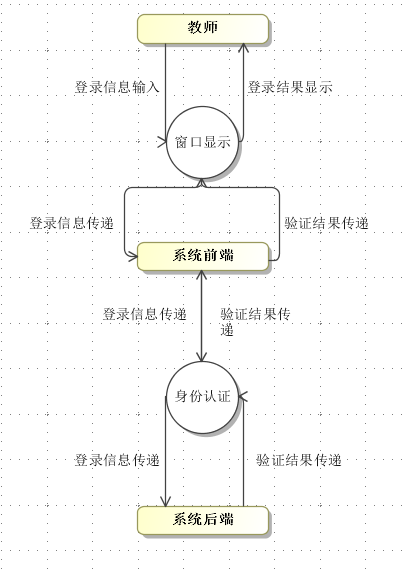 教师
登录信息输入
登录结果显示
窗口显示
登录信息传递
验证结果传递
系统前端
登录信息传递
验证结果传
递
身份认证
登录信息传递
验证结果传递
系统后端